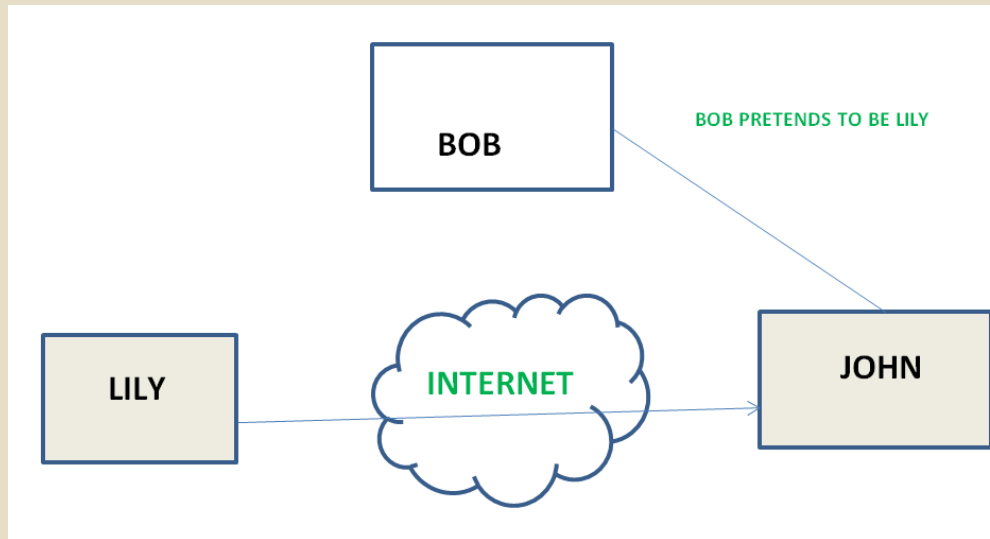 BOB
BOB PRETENDS TO BE LILY
LILY
INTERNET
JOHN